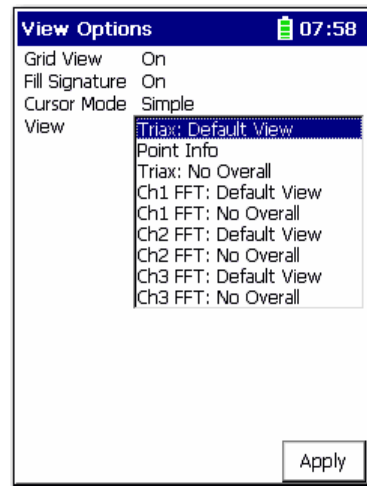 View Options 07:58
Grid View On
Fill Signature On
Cursor Mode Simple
View Triax: Default View
Point Info
Triax: No Overall
Ch1 FFT: Default View
Ch1 FFT: No Overall
Ch2 FFT: Default View
Ch2 FFT: No Overall
Ch3 FFT: Default View
Ch3 FFT: No Overall
Apply